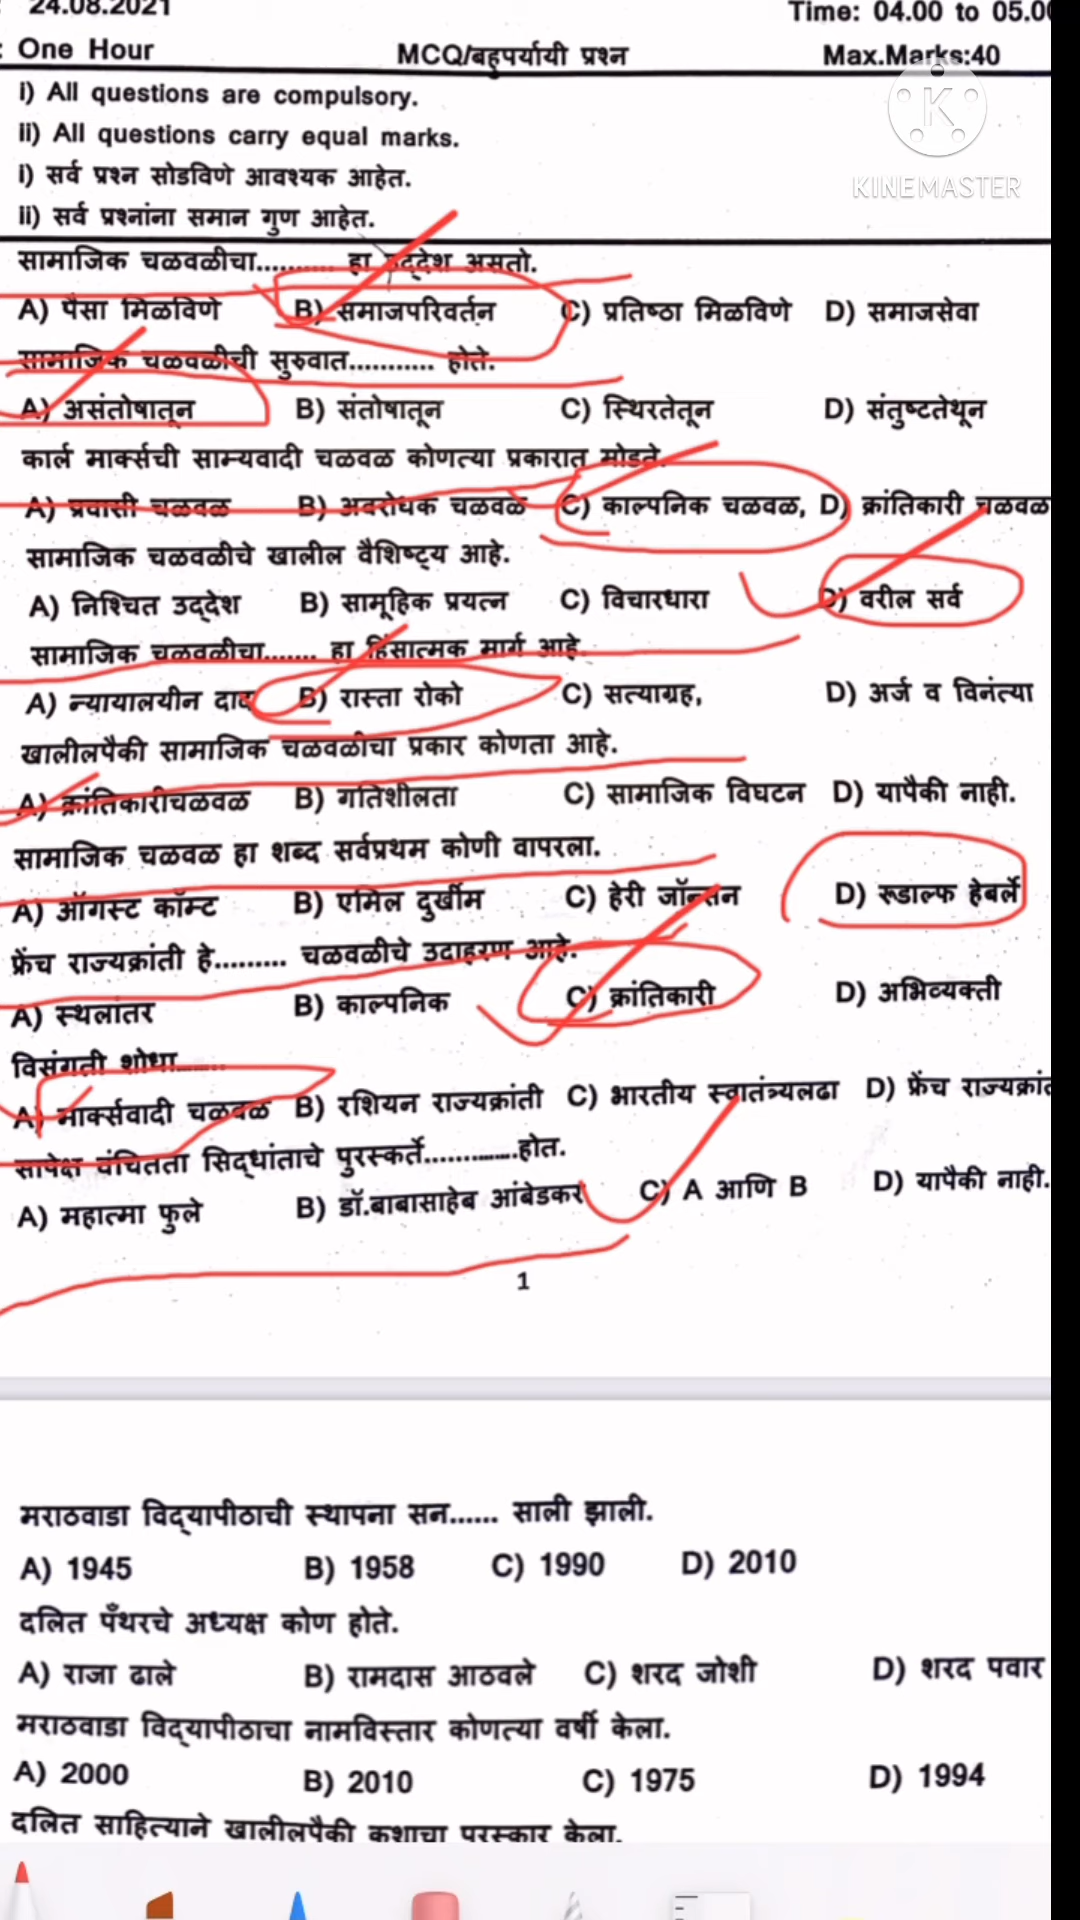 24.08.2021
Time: 04.00 to 05.0
: One Hour
MCQ/बहुपर्यायी प्रश्न
Max.Marks:40
i) All questions are compulsory.
ii) All questions carry equal marks.
i) सर्व प्रश्न सोडविणे आवश्यक आहेत.
ii) सर्व प्रश्नांना समान गुण आहेत.
K
KINEMASTER
सामाजिक चळवळीचा.......... हा उद्देश असतो.
A) पैसा मिळविणे B) समाजपरिवर्तन C) प्रतिष्ठा मिळविणे D) समाजसेवा
सामाजिक चळवळीची सुरुवात........... होते.
A) असंतोषातून B) संतोषातून C) स्थिरतेतून D) संतुष्टतेथून
कार्ल मार्क्सची साम्यवादी चळवळ कोणत्या प्रकारात मोडते.
A) प्रवासी चळवळ B) अवरोधक चळवळ C) काल्पनिक चळवळ, D) क्रांतिकारी चळवळ
सामाजिक चळवळीचे खालील वैशिष्ट्य आहे.
A) निश्चित उद्देश B) सामूहिक प्रयत्न C) विचारधारा D) वरील सर्व
सामाजिक चळवळीचा....... हा हिंसात्मक मार्ग आहे.
A) न्यायालयीन दाद B) रास्ता रोको C) सत्याग्रह, D) अर्ज व विनंत्या
खालीलपैकी सामाजिक चळवळीचा प्रकार कोणता आहे.
A) क्रांतिकारीचळवळ B) गतिशीलता C) सामाजिक विघटन D) यापैकी नाही.
सामाजिक चळवळ हा शब्द सर्वप्रथम कोणी वापरला.
A) ऑगस्ट कॉम्ट B) एमिल दुर्खीम C) हेरी जॉन्सन D) रूडाल्फ हेबर्ले
फ्रेंच राज्यक्रांती हे......... चळवळीचे उदाहरण आहे.
A) स्थलांतर B) काल्पनिक C) क्रांतिकारी D) अभिव्यक्ती
विसंगती शोधा........
A) मार्क्सवादी चळवळ B) रशियन राज्यक्रांती C) भारतीय स्वातंत्र्यलढा D) फ्रेंच राज्यक्रांत
सापेक्ष वंचितता सिद्धांताचे पुरस्कर्ते.............होत.
A) महात्मा फुले B) डॉ.बाबासाहेब आंबेडकर C) A आणि B D) यापैकी नाही.
1
मराठवाडा विद्यापीठाची स्थापना सन...... साली झाली.
A) 1945 B) 1958 C) 1990 D) 2010
दलित पँथरचे अध्यक्ष कोण होते.
A) राजा ढाले B) रामदास आठवले C) शरद जोशी D) शरद पवार
मराठवाडा विद्यापीठाचा नामविस्तार कोणत्या वर्षी केला.
A) 2000 B) 2010 C) 1975 D) 1994
दलित साहित्याने खालीलपैकी कशाचा पुरस्कार केला.